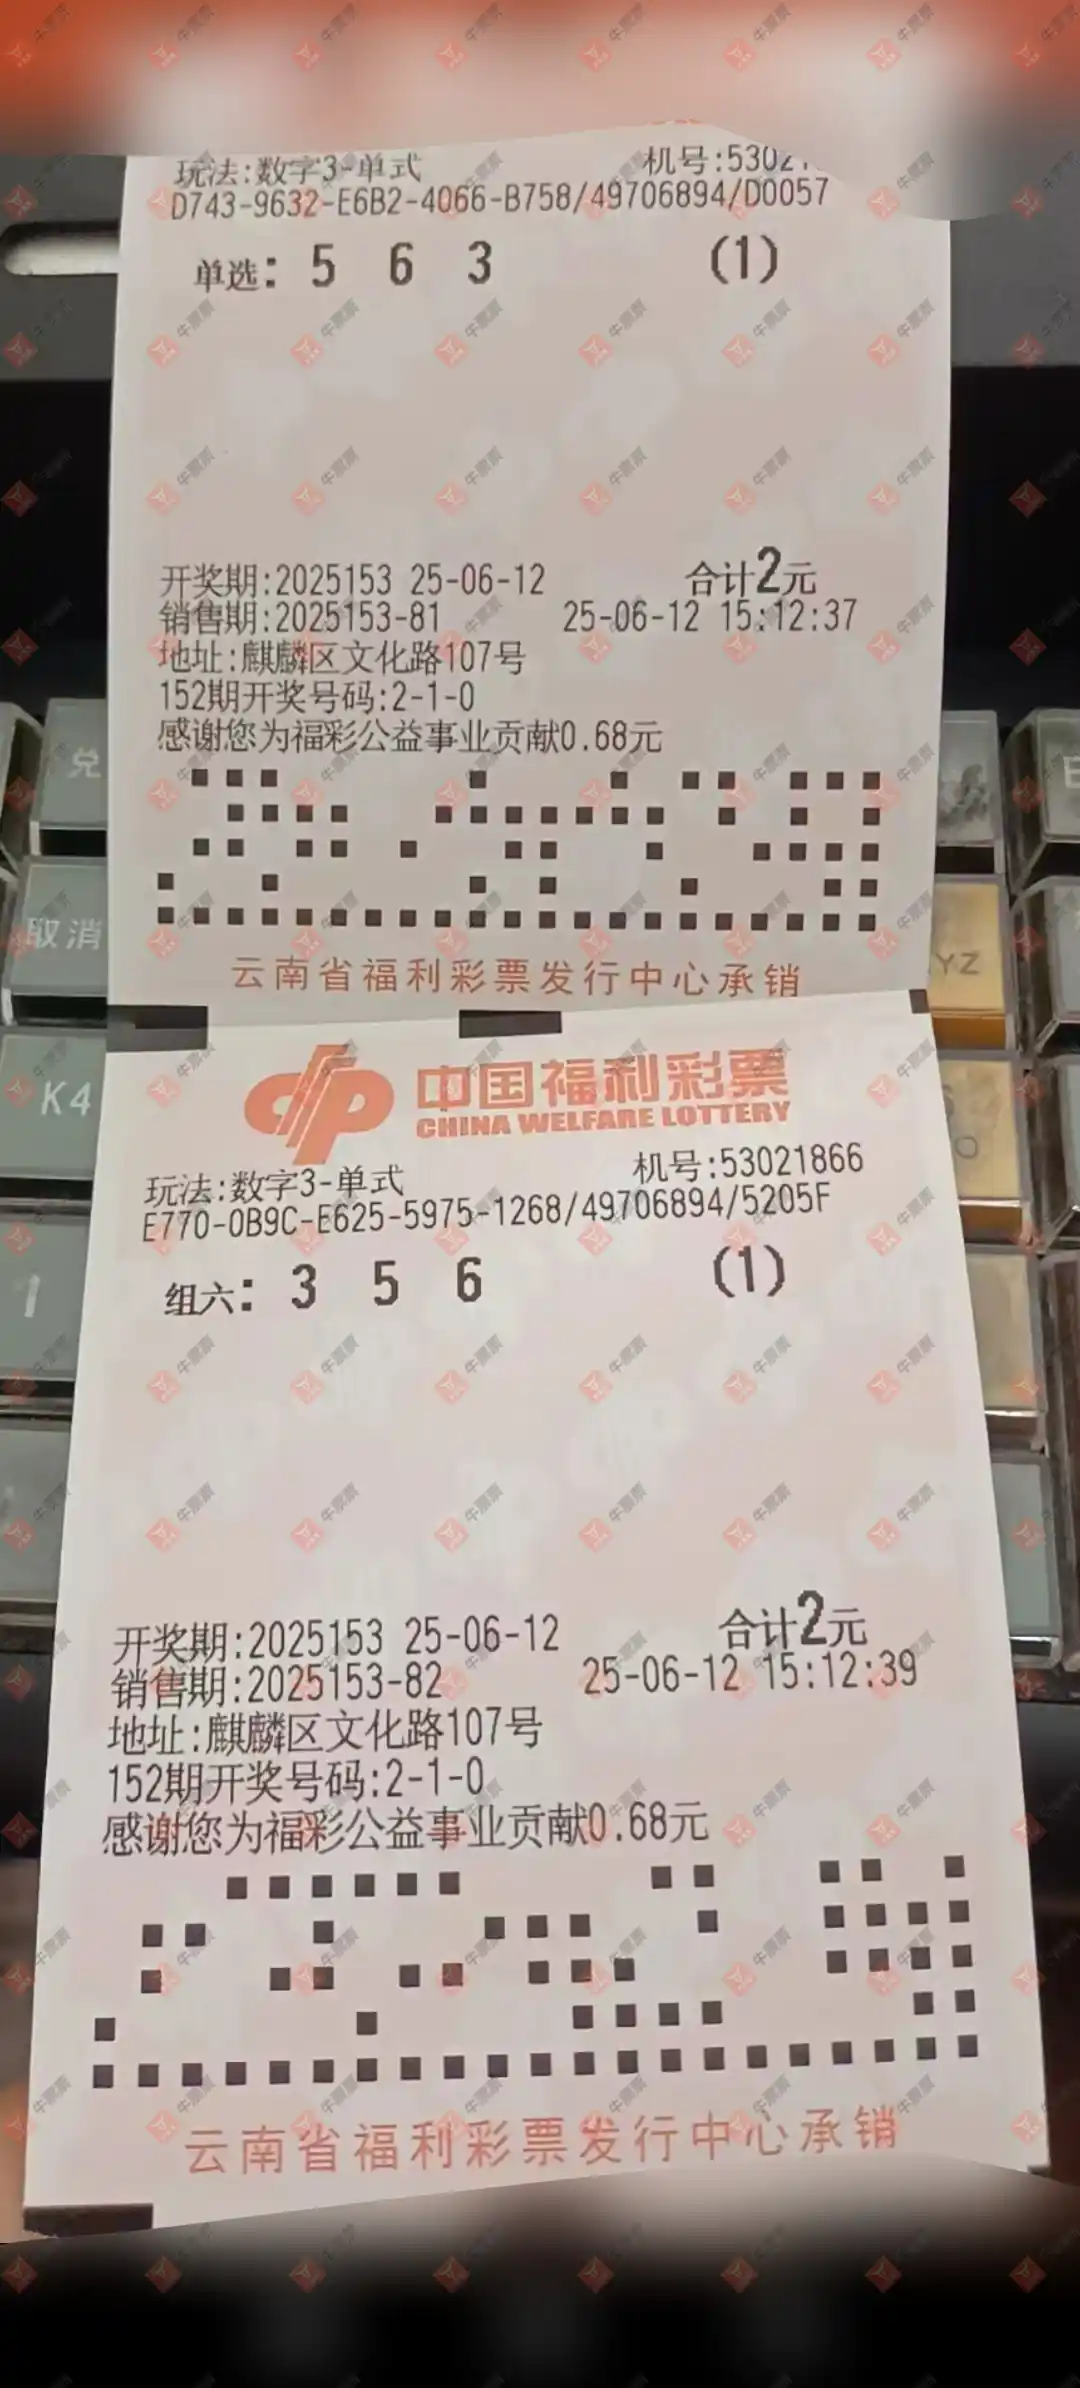 玩法:数字3-单式 机号:53021
D743-9632-E6B2-4066-B758/49706894/D0057
单选: 5 6 3 (1)
开奖期:2025153 25-06-12 合计2元
销售期:2025153-81 25-06-12 15:12:37
地址:麒麟区文化路107号
152期开奖号码:2-1-0
感谢您为福彩公益事业贡献0.68元
兑
取消
YZ
云南省福利彩票发行中心承销
K4
中国福利彩票
CHINA WELFARE LOTTERY
玩法:数字3-单式 机号:53021866
E770-0B9C-E625-5975-1268/49706894/5205F
1
组六: 3 5 6 (1)
开奖期:2025153 25-06-12 合计2元
销售期:2025153-82 25-06-12 15:12:39
地址:麒麟区文化路107号
152期开奖号码:2-1-0
感谢您为福彩公益事业贡献0.68元
云南省福利彩票发行中心承销
牛票票